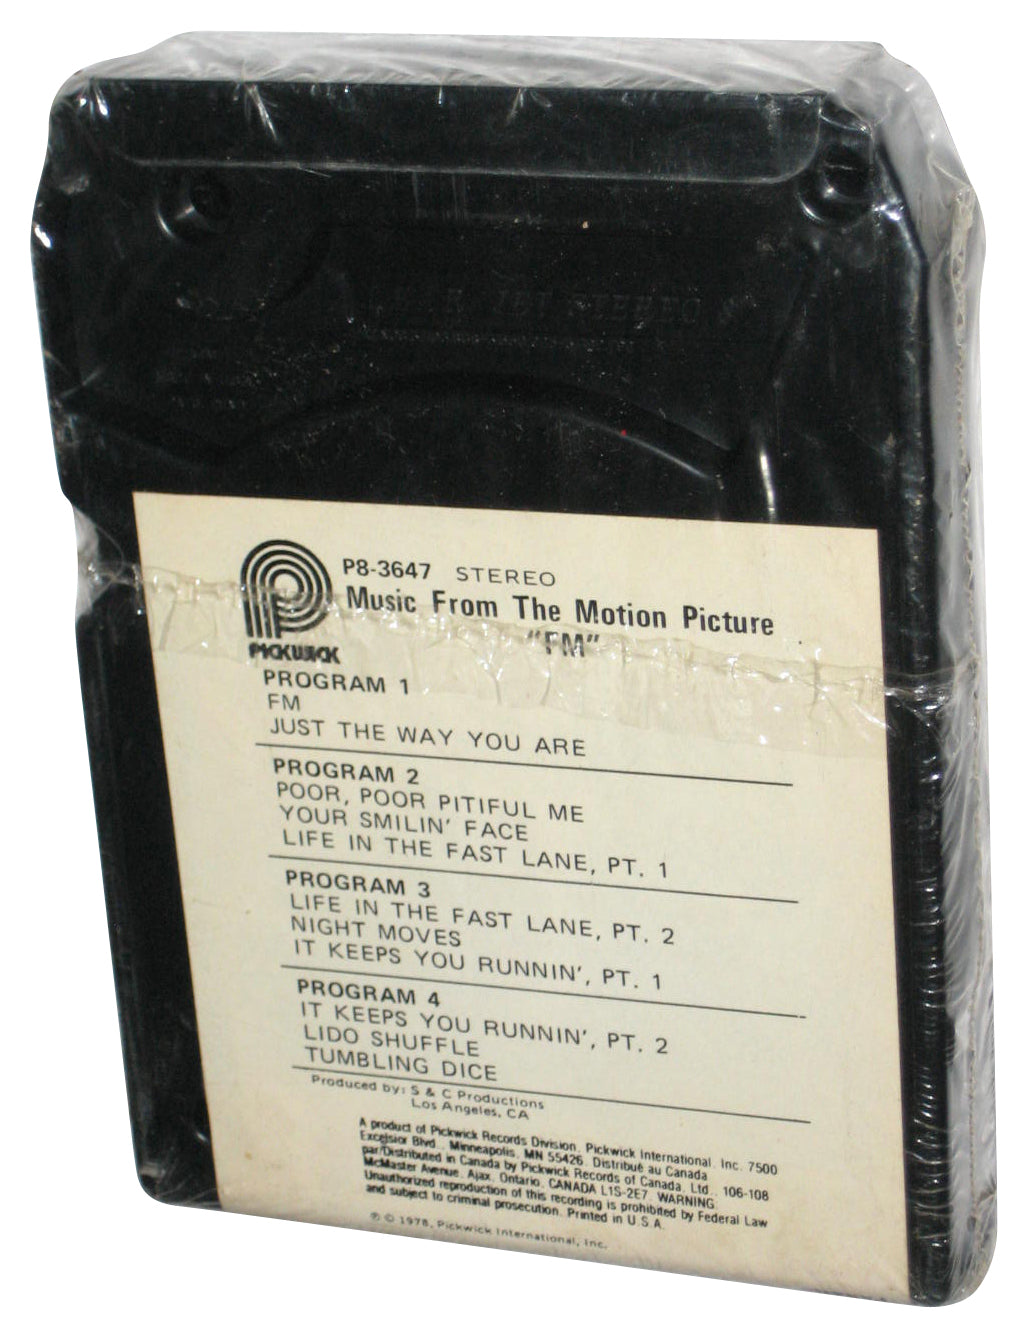 STEREO
P8-3647 STEREO
Music From The Motion Picture
"FM"
PICKWICK
PROGRAM 1
FM
JUST THE WAY YOU ARE
PROGRAM 2
POOR, POOR PITIFUL ME
YOUR SMILIN' FACE
LIFE IN THE FAST LANE, PT. 1
PROGRAM 3
LIFE IN THE FAST LANE, PT. 2
NIGHT MOVES
IT KEEPS YOU RUNNIN', PT. 1
PROGRAM 4
IT KEEPS YOU RUNNIN', PT. 2
LIDO SHUFFLE
TUMBLING DICE
Produced by: S & C Productions
Los Angeles, CA
A product of Pickwick Records Division, Pickwick International, Inc. 7500
Excelsior Blvd., Minneapolis, MN 55426. Distribué au Canada
par/Distributed in Canada by Pickwick Records of Canada, Ltd., 106-108
McMaster Avenue, Ajax, Ontario, CANADA L1S-2E7. WARNING:
Unauthorized reproduction of this recording is prohibited by Federal Law
and subject to criminal prosecution. Printed in U.S.A.
℗ © 1978, Pickwick International, Inc.